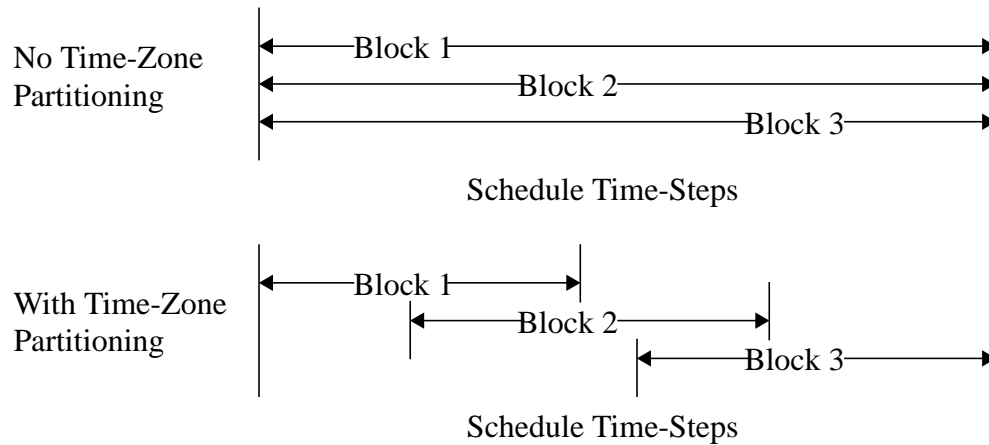 No Time-Zone
Partitioning
Block 1
Block 2
Block 3
Schedule Time-Steps
With Time-Zone
Partitioning
Block 1
Block 2
Block 3
Schedule Time-Steps